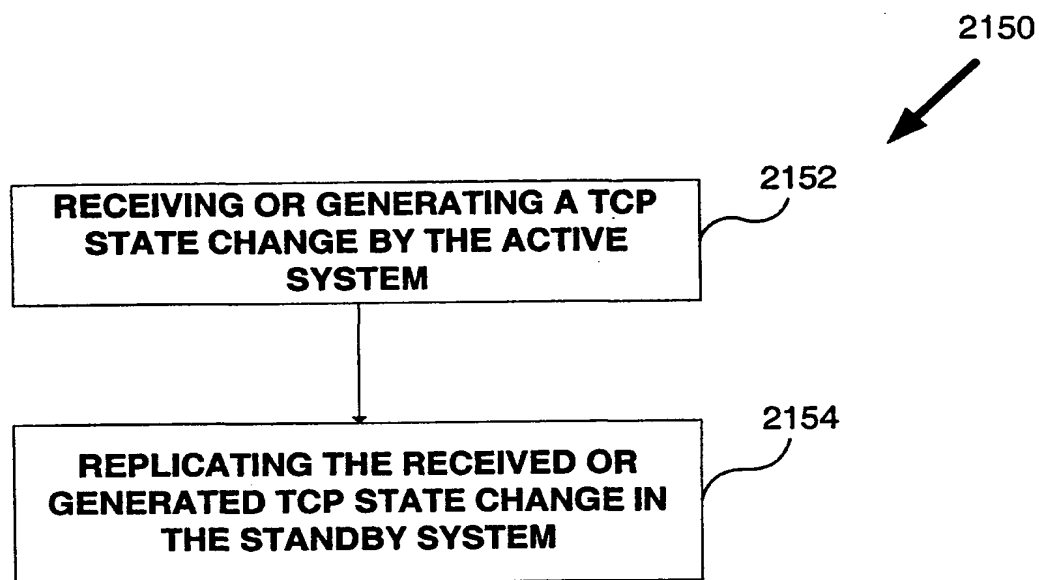 2150
2152
RECEIVING OR GENERATING A TCP
STATE CHANGE BY THE ACTIVE
SYSTEM
2154
REPLICATING THE RECEIVED OR
GENERATED TCP STATE CHANGE IN
THE STANDBY SYSTEM